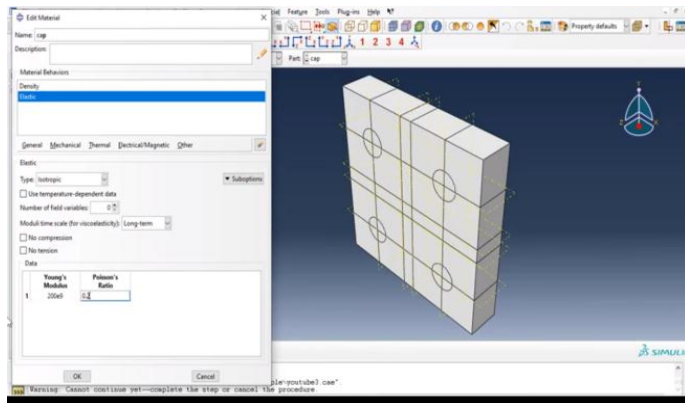 Edit Material
Feature Tools Plug-ins Help
Name: cap
Description:
Property defaults
1 2 3 4
Part: cap
Material Behaviors
Density
Elastic
General Mechanical Thermal Electrical/Magnetic Other
Elastic
Type: Isotropic
Suboptions
Use temperature-dependent data
Number of field variables: 0
Moduli time scale (for viscoelasticity): Long-term
No compression
No tension
Data
Young's Modulus
Poisson's Ratio
1 200e9 0.2
OK Cancel
SIMULI
ple-youtube3.cae".
Warning: Cannot continue yet--complete the step or cancel the procedure.